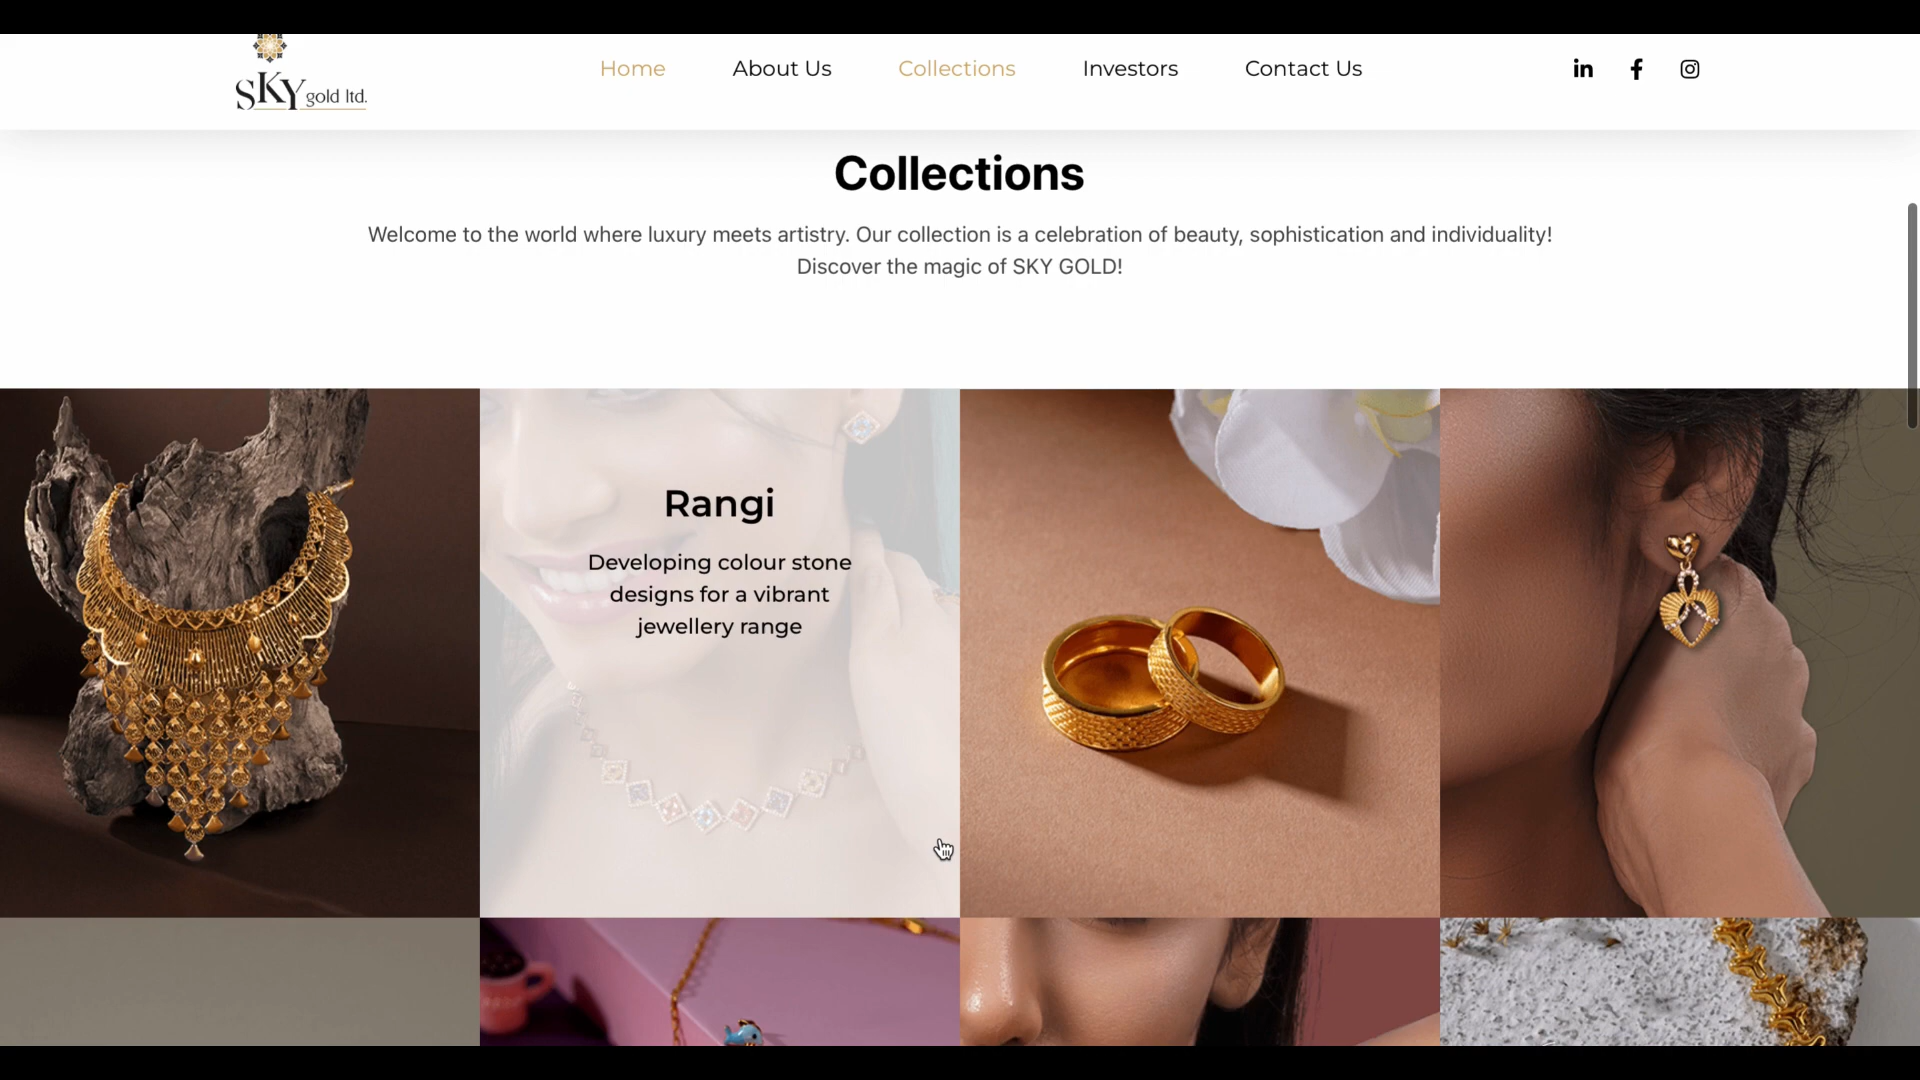 SKY gold ltd.
Home
About Us
Collections
Investors
Contact Us
in
f
Collections
Welcome to the world where luxury meets artistry. Our collection is a celebration of beauty, sophistication and individuality!
Discover the magic of SKY GOLD!
Rangi
Developing colour stone
designs for a vibrant
jewellery range